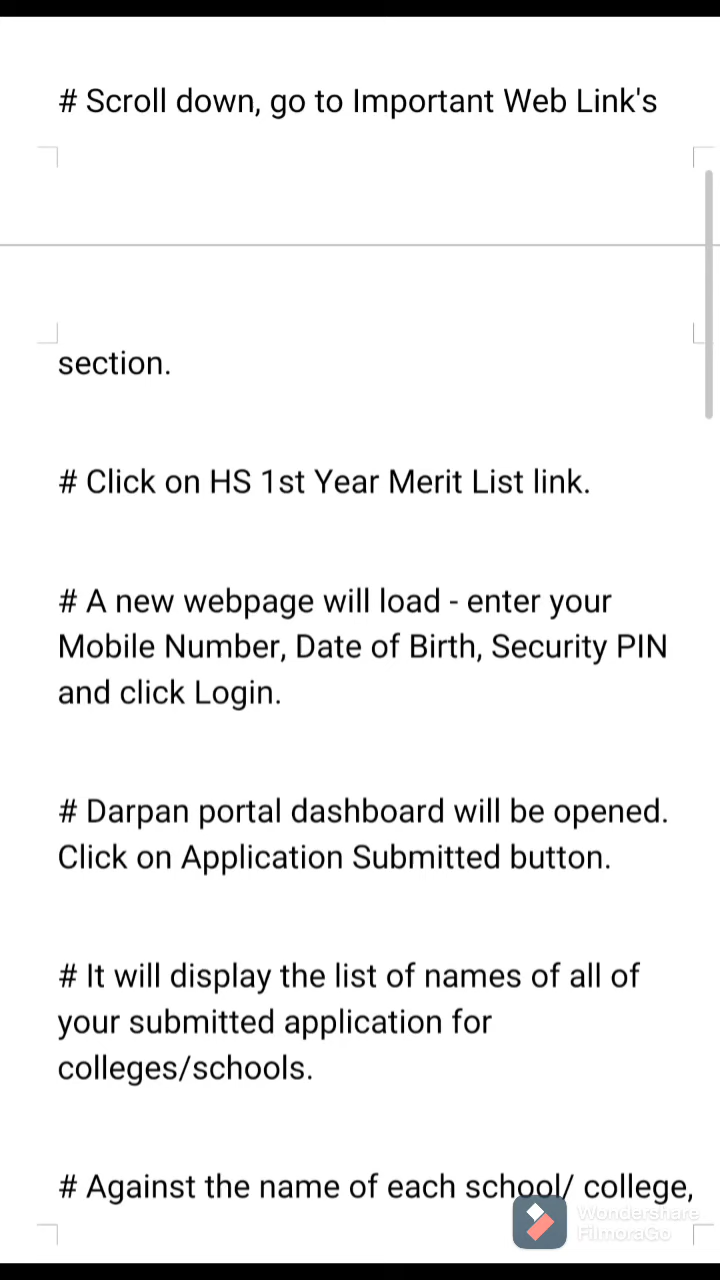 # Scroll down, go to Important Web Link's
section.
# Click on HS 1st Year Merit List link.
# A new webpage will load - enter your
Mobile Number, Date of Birth, Security PIN
and click Login.
# Darpan portal dashboard will be opened.
Click on Application Submitted button.
# It will display the list of names of all of
your submitted application for
colleges/schools.
# Against the name of each school/ college,
Wondershare
FilmoraGo